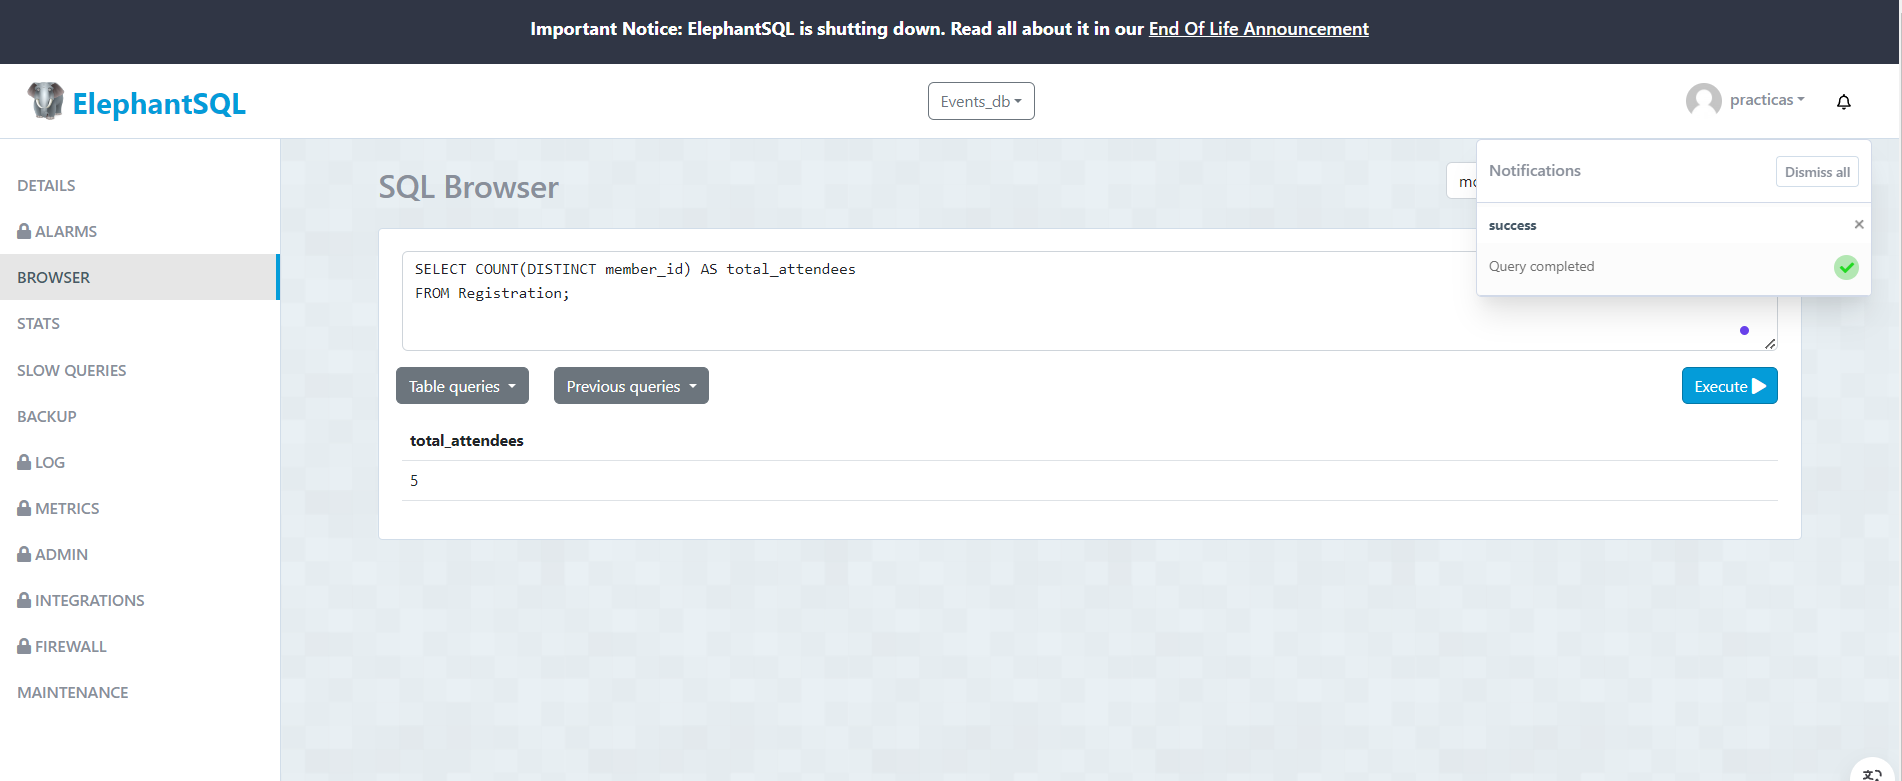 Important Notice: ElephantSQL is shutting down. Read all about it in our End Of Life Announcement
ElephantSQL
Events_db
practicas
DETAILS
ALARMS
BROWSER
STATS
SLOW QUERIES
BACKUP
LOG
METRICS
ADMIN
INTEGRATIONS
FIREWALL
MAINTENANCE
SQL Browser
Notifications
Dismiss all
success
Query completed
SELECT COUNT(DISTINCT member_id) AS total_attendees
FROM Registration;
Table queries
Previous queries
Execute
total_attendees
5